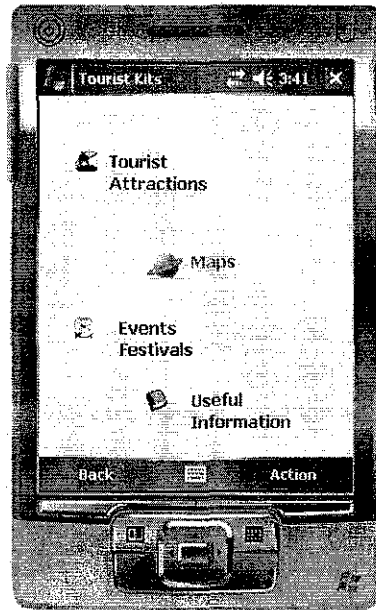 Tourist Kits 3:41
Tourist
Attractions
Maps
Events
Festivals
Useful
Information
Back Action